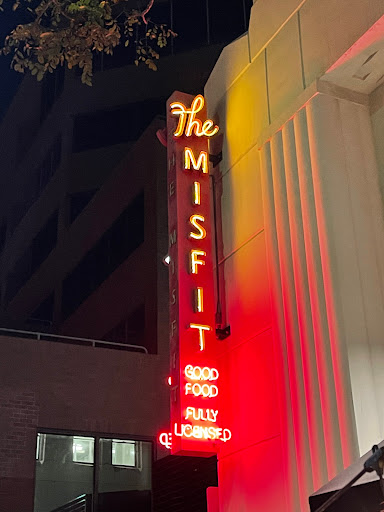 The
MISFIT
GOOD
FOOD
FULLY
LICENSED